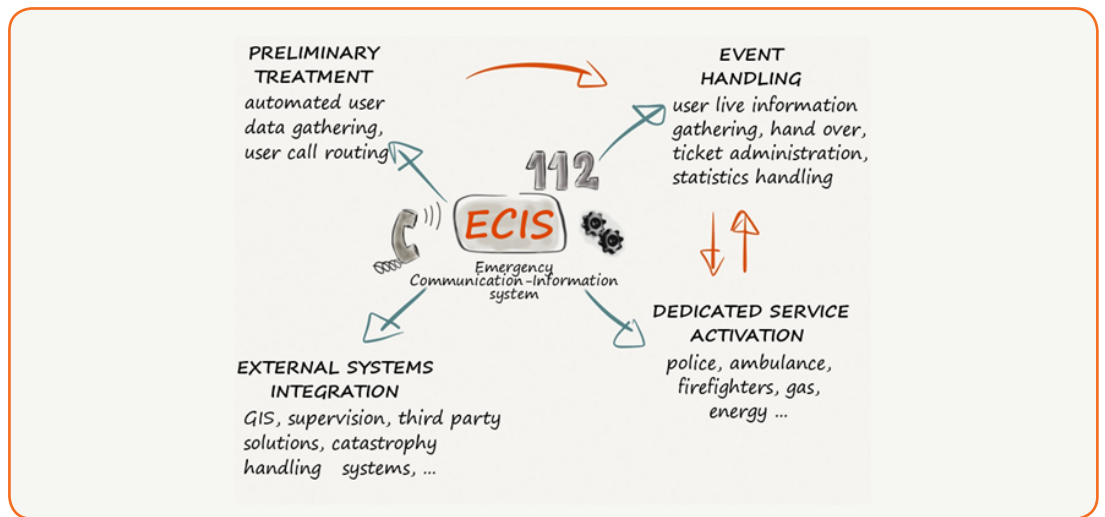 PRELIMINARY
TREATMENT
automated user
data gathering,
user call routing
EVENT
HANDLING
user live information
gathering, hand over,
ticket administration,
statistics handling
112
ECIS
Emergency
Communication-Information
system
EXTERNAL SYSTEMS
INTEGRATION
GIS, supervision, third party
solutions, catastrophy
handling systems, ...
DEDICATED SERVICE
ACTIVATION
police, ambulance,
firefighters, gas,
energy ...